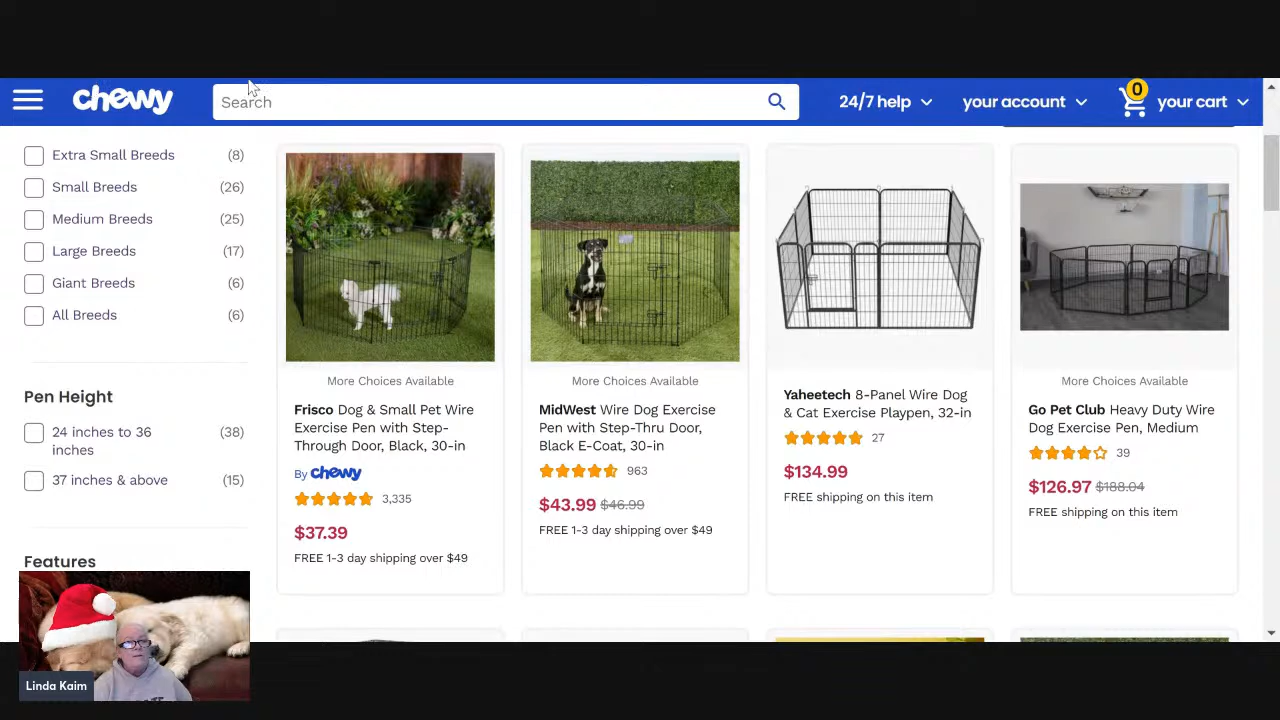 chewy
Search
24/7 help
your account
0
your cart
Extra Small Breeds (8)
Small Breeds (26)
Medium Breeds (25)
Large Breeds (17)
Giant Breeds (6)
All Breeds (6)
Pen Height
24 inches to 36 (38)
inches
37 inches & above (15)
Features
More Choices Available
Frisco Dog & Small Pet Wire
Exercise Pen with Step-
Through Door, Black, 30-in
By chewy
3,335
$37.39
FREE 1-3 day shipping over $49
More Choices Available
MidWest Wire Dog Exercise
Pen with Step-Thru Door,
Black E-Coat, 30-in
963
$43.99 $46.99
FREE 1-3 day shipping over $49
Yaheetech 8-Panel Wire Dog
& Cat Exercise Playpen, 32-in
27
$134.99
FREE shipping on this item
More Choices Available
Go Pet Club Heavy Duty Wire
Dog Exercise Pen, Medium
39
$126.97 $188.04
FREE shipping on this item
Linda Kaim